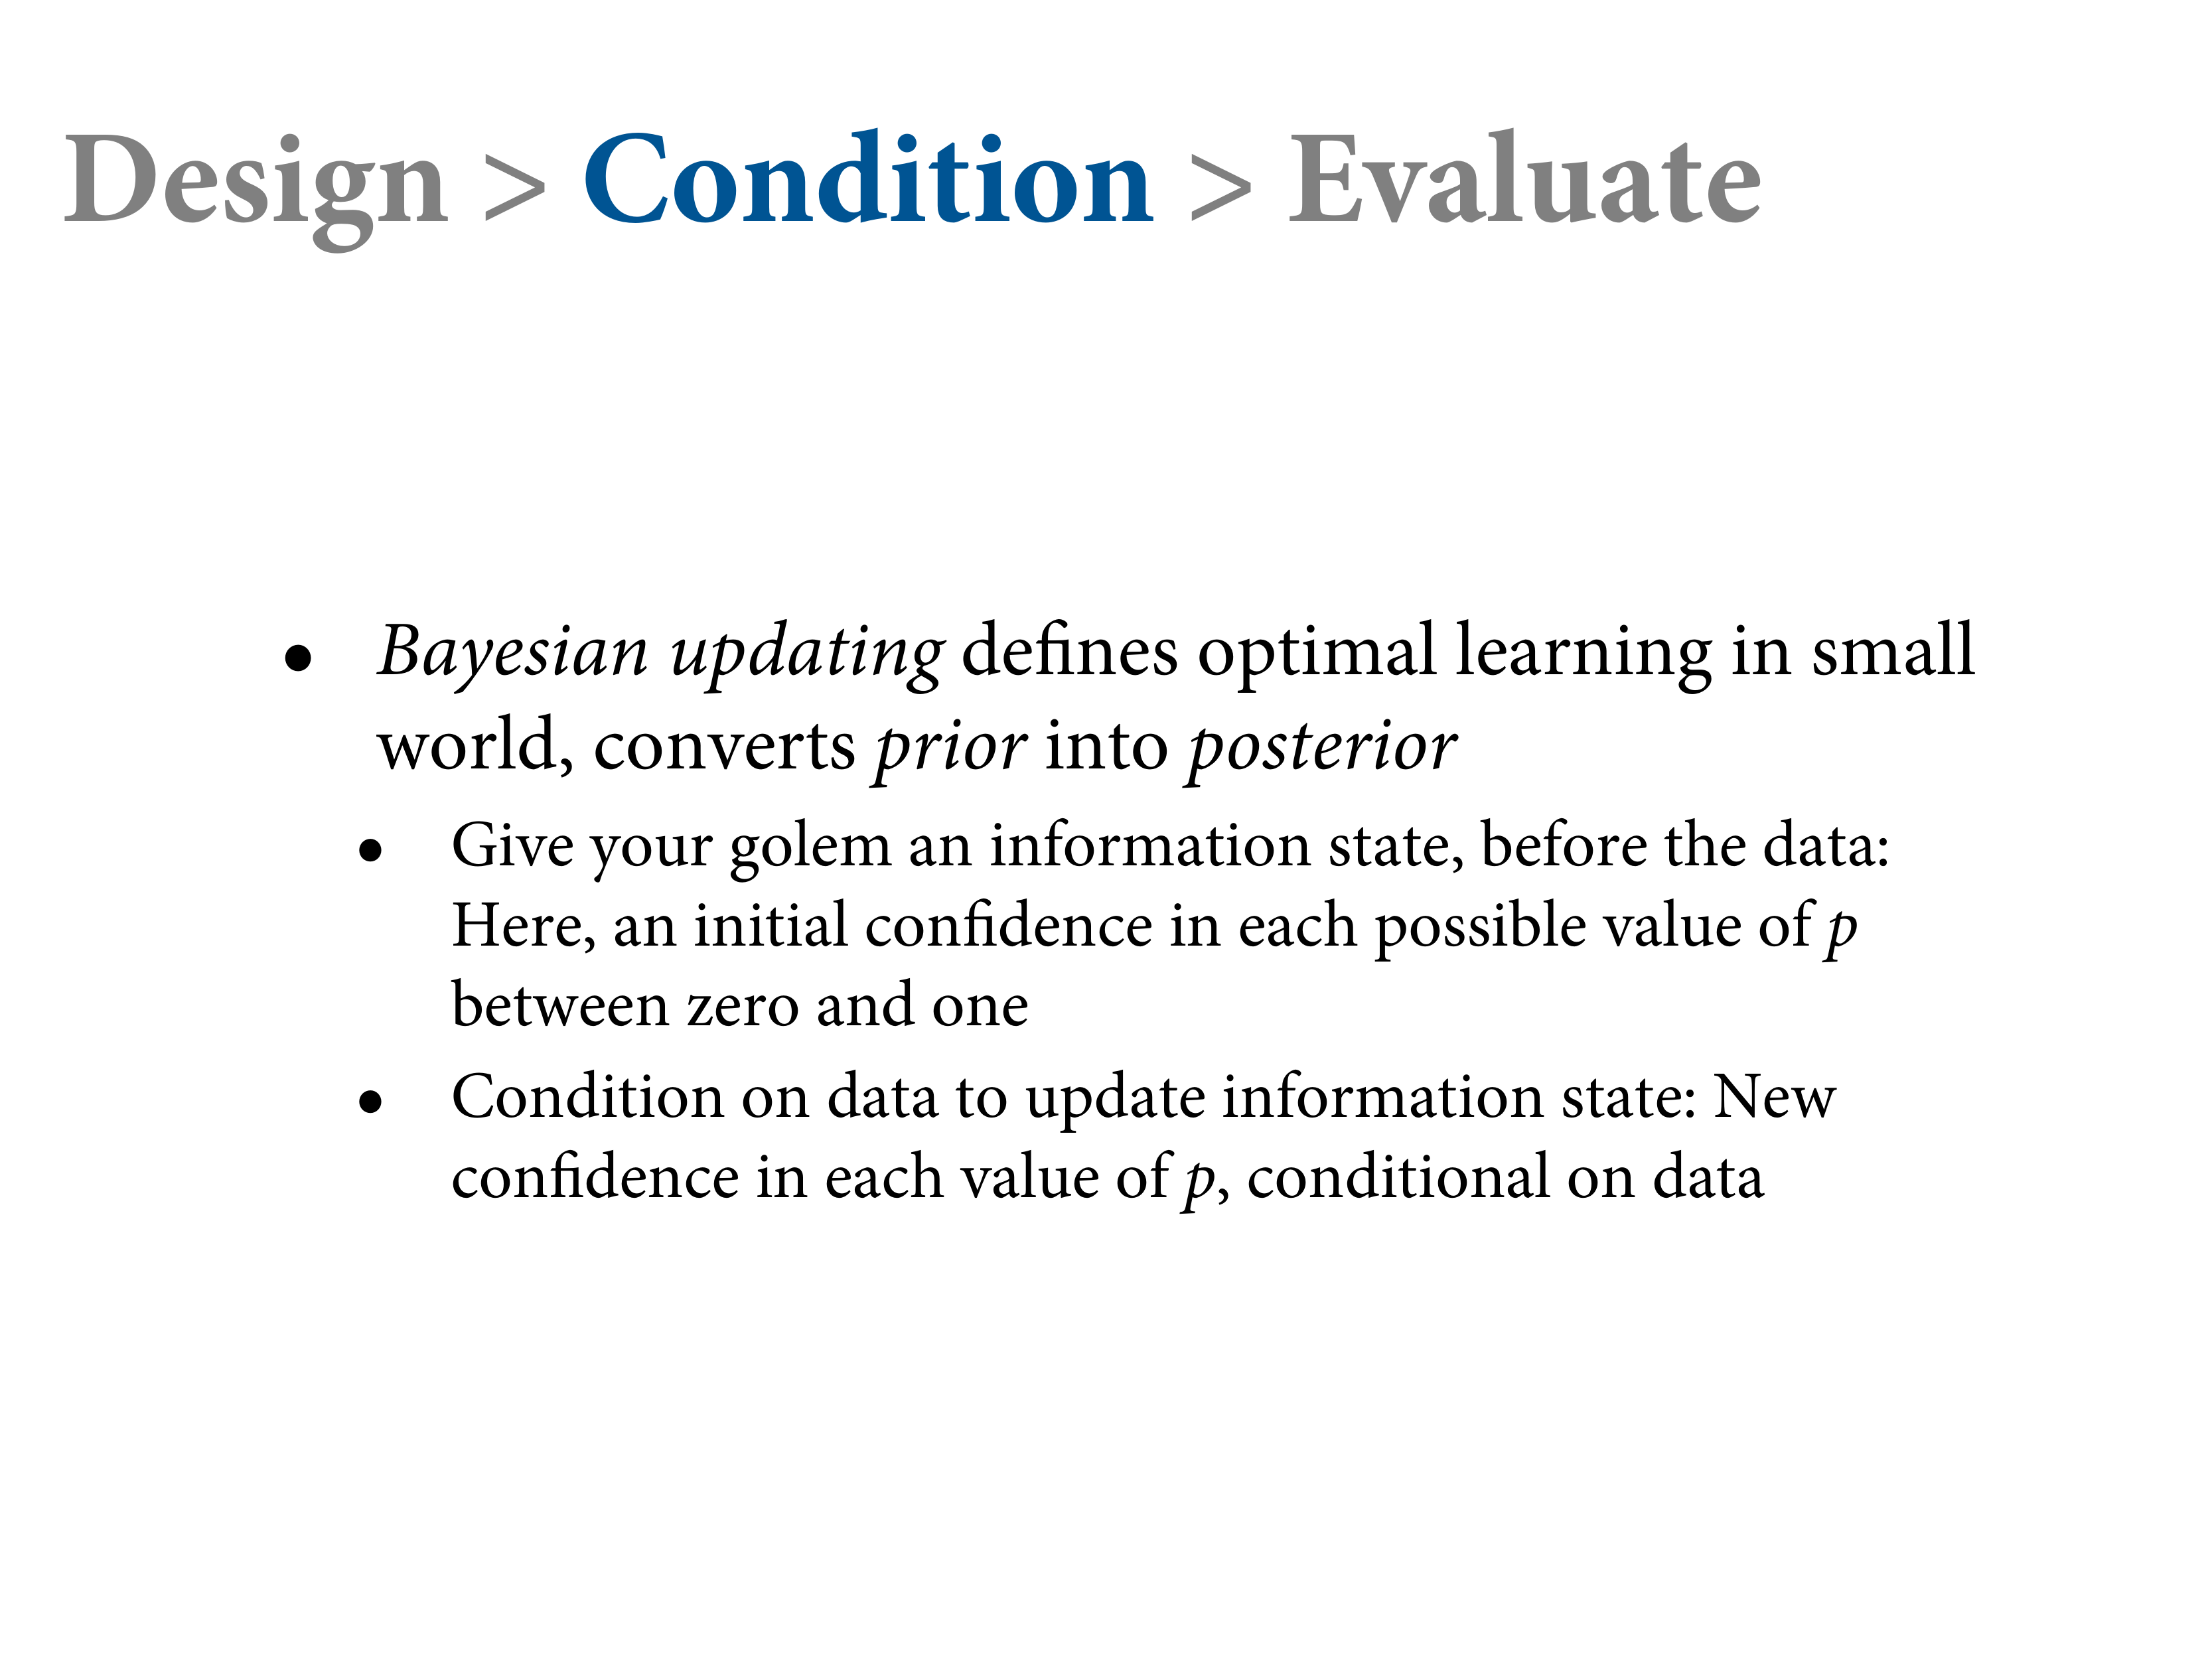 Design > Condition > Evaluate
• Bayesian updating defines optimal learning in small
world, converts prior into posterior
• Give your golem an information state, before the data:
Here, an initial confidence in each possible value of p
between zero and one
• Condition on data to update information state: New
confidence in each value of p, conditional on data